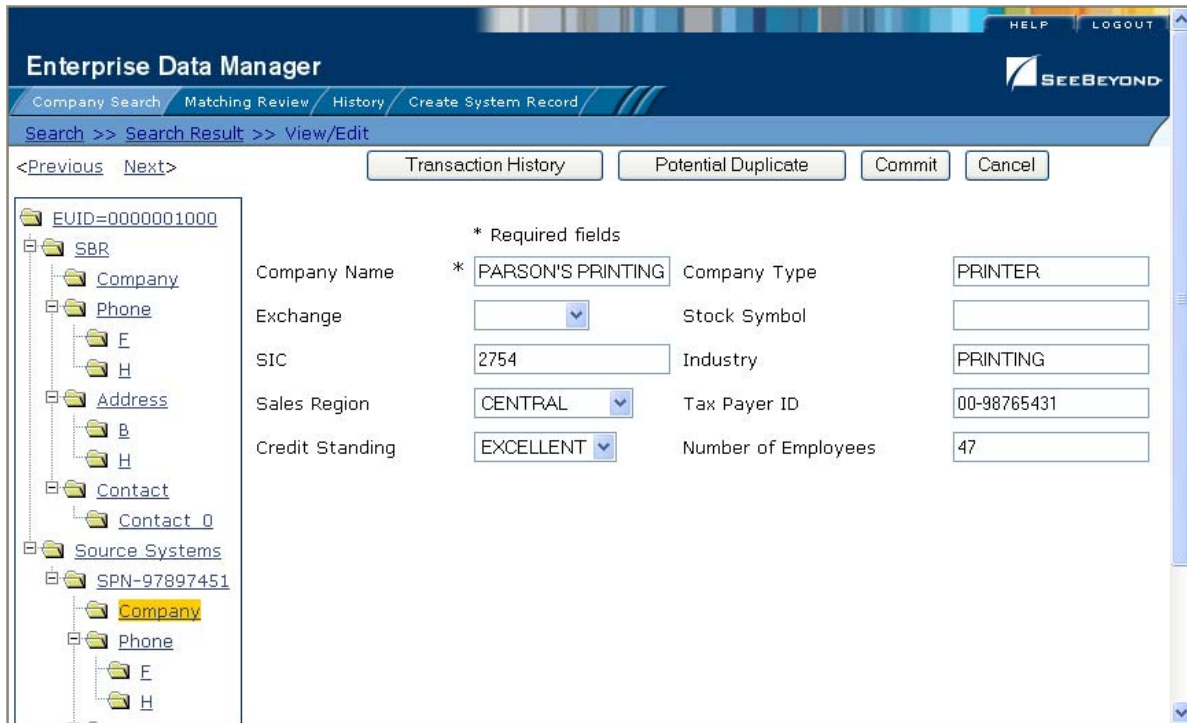 HELP LOGOUT
Enterprise Data Manager
SEEBEYOND
Company Search Matching Review History Create System Record
Search >> Search Result >> View/Edit
<Previous Next>
Transaction History Potential Duplicate Commit Cancel
EUID=0000001000
SBR
Company
Phone
F
H
Address
B
H
Contact
Contact_0
Source Systems
SPN-97897451
Company
Phone
F
H
* Required fields
Company Name * PARSON'S PRINTING Company Type PRINTER
Exchange Stock Symbol
SIC 2754 Industry PRINTING
Sales Region CENTRAL Tax Payer ID 00-98765431
Credit Standing EXCELLENT Number of Employees 47